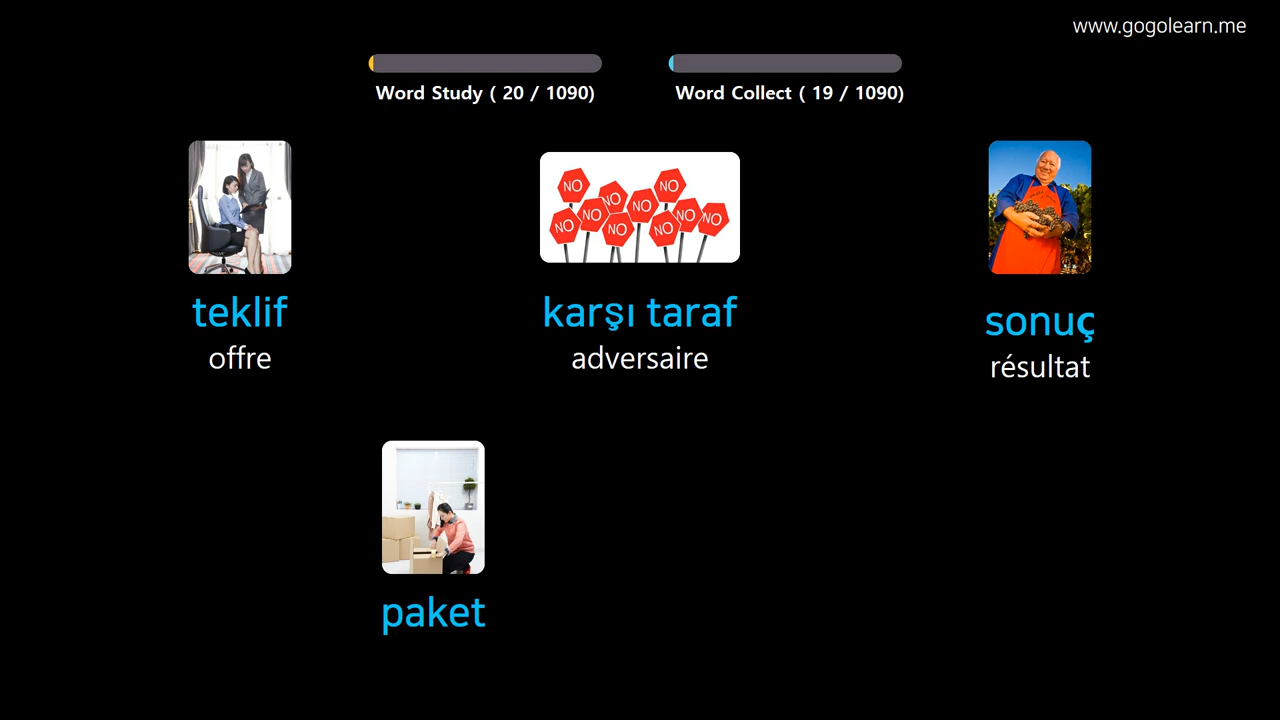 www.gogolearn.me
Word Study ( 20 / 1090)
Word Collect ( 19 / 1090)
NO
NO
NO
NO
NO
NO
NO
NO
NO
NO
teklif
offre
karşı taraf
adversaire
sonuç
résultat
paket